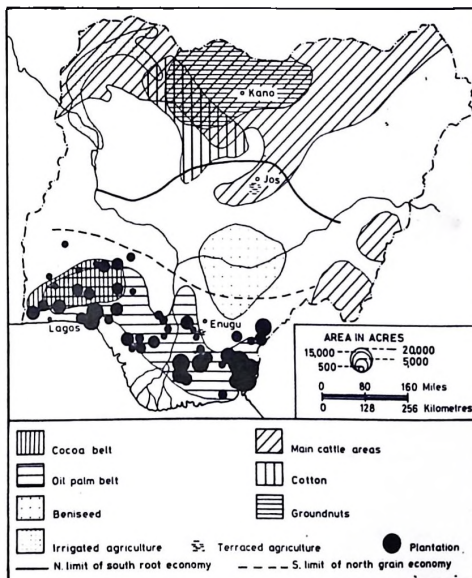 Kano
Jos
Lagos
Enugu
AREA IN ACRES
15,000 20,000
500 5,000
0 80 160 Miles
0 128 256 Kilometres
Cocoa belt Main cattle areas
Oil palm belt Cotton
Beniseed Groundnuts
Irrigated agriculture Terraced agriculture Plantation
N. limit of south root economy S. limit of north grain economy